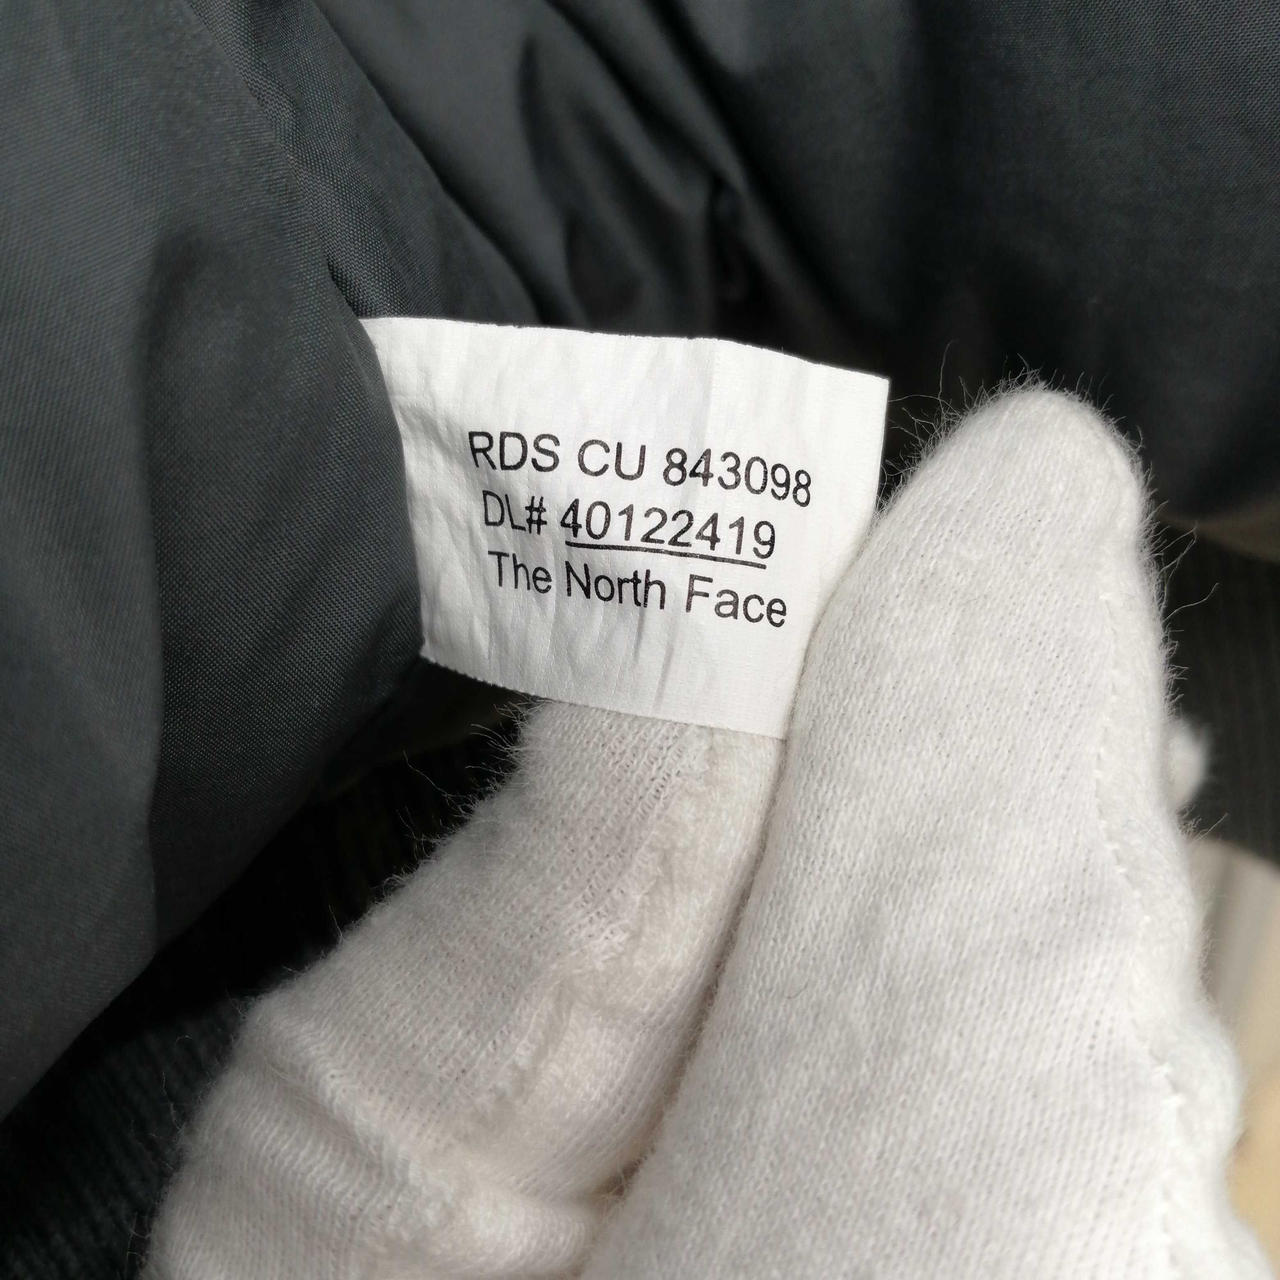 RDS CU 843098
DL# 40122419
The North Face